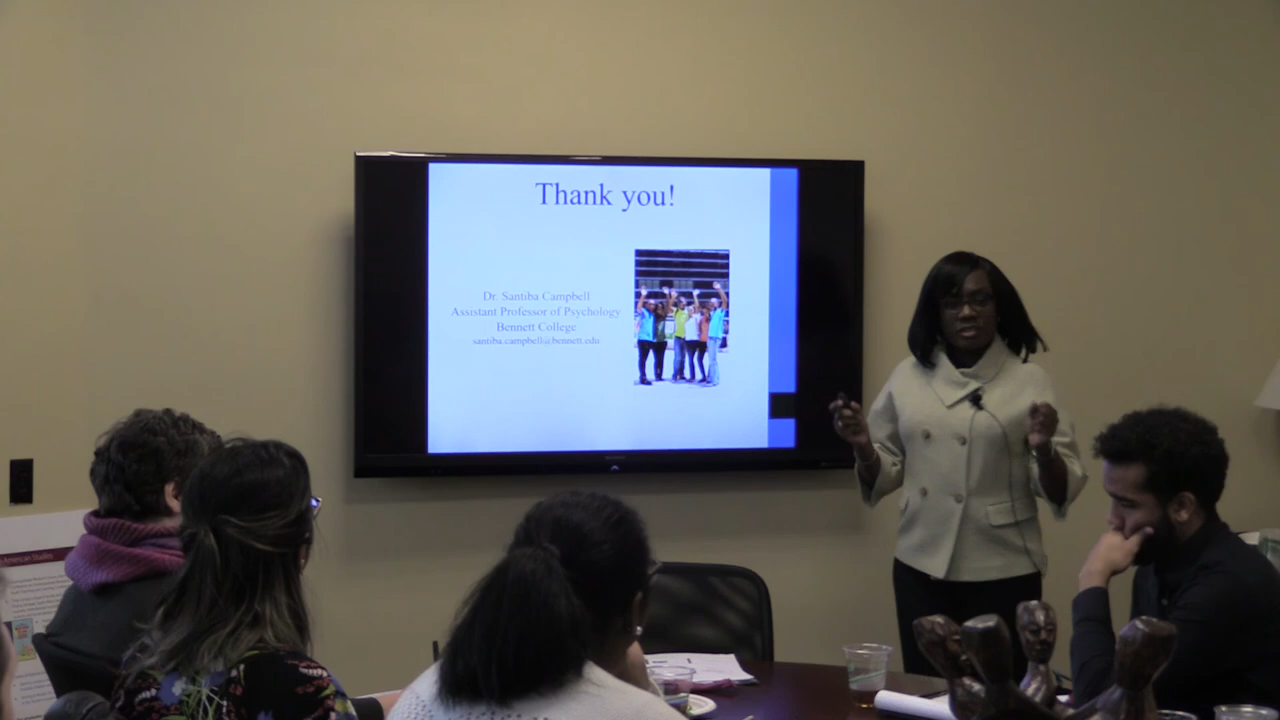 Thank you!
Dr. Santiba Campbell
Assistant Professor of Psychology
Bennett College
santiba.campbell@bennett.edu
American Studies